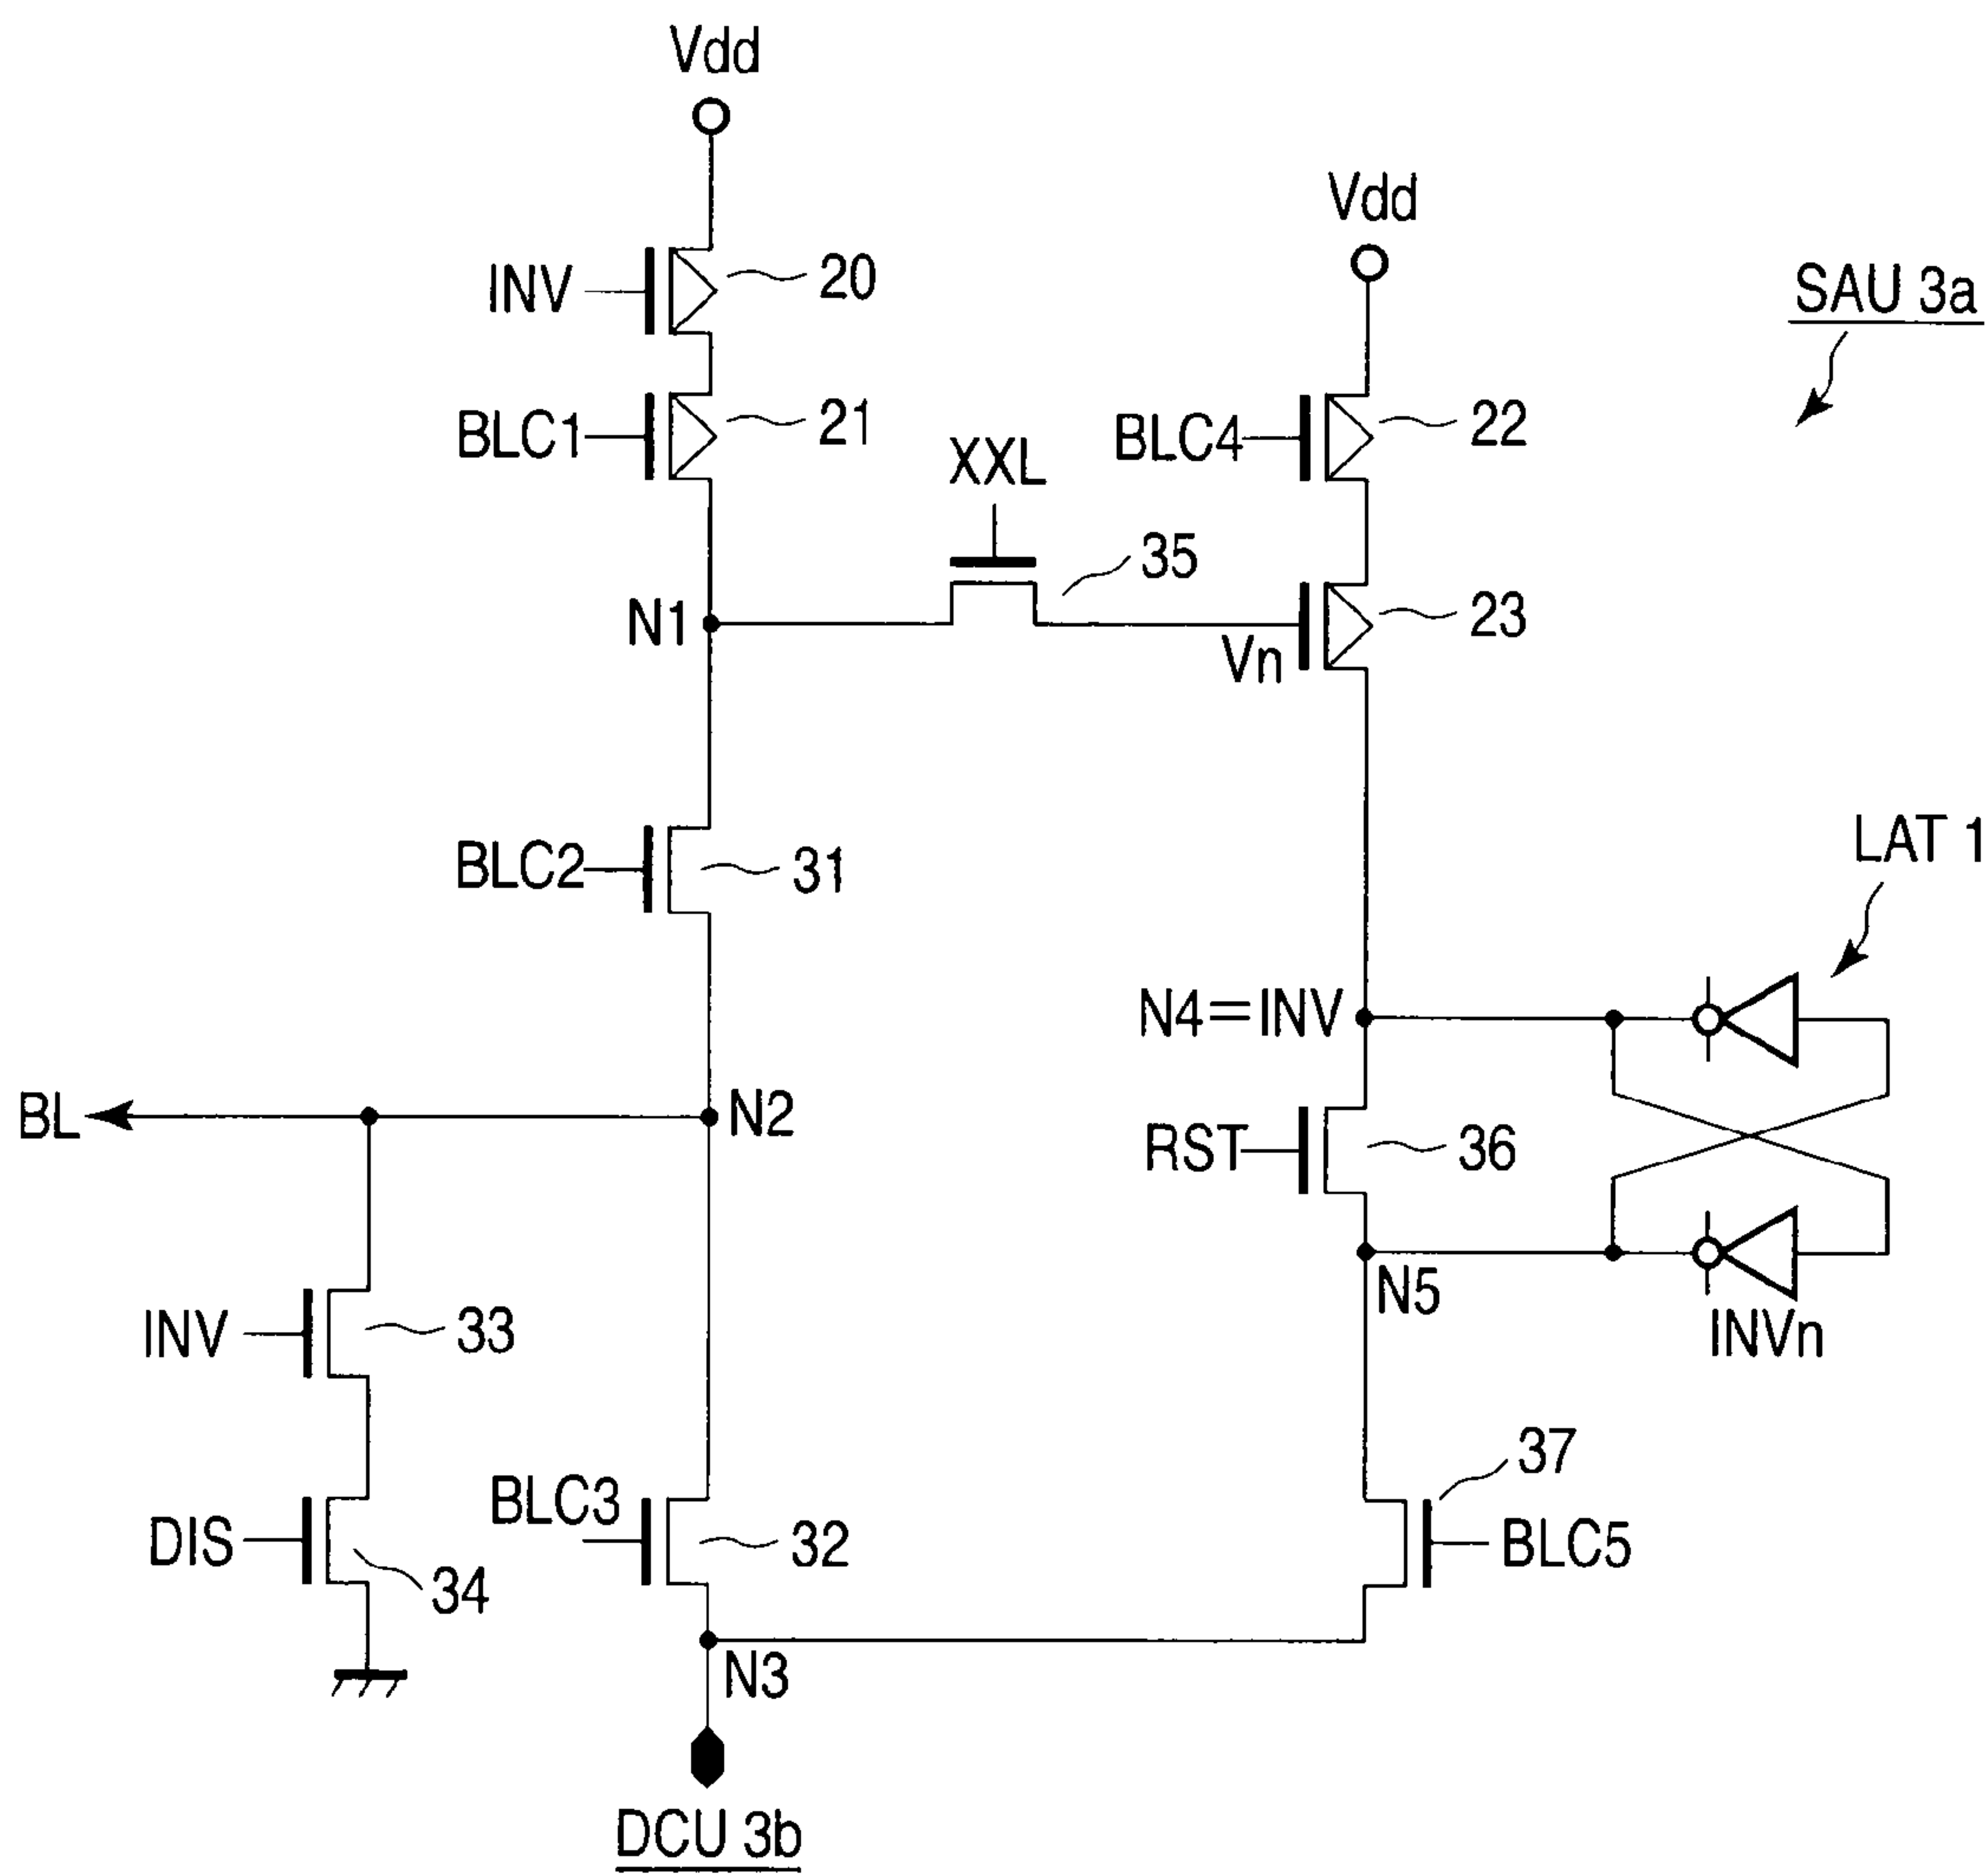 Vdd
Vdd
INV
20
SAU 3a
BLC1
21
BLC4
22
XXL
35
N1
Vn
23
BLC2
31
LAT 1
N4=INV
BL
N2
RST
36
N5
INV
33
INVn
37
BLC3
DIS
32
BLC5
34
N3
DCU 3b